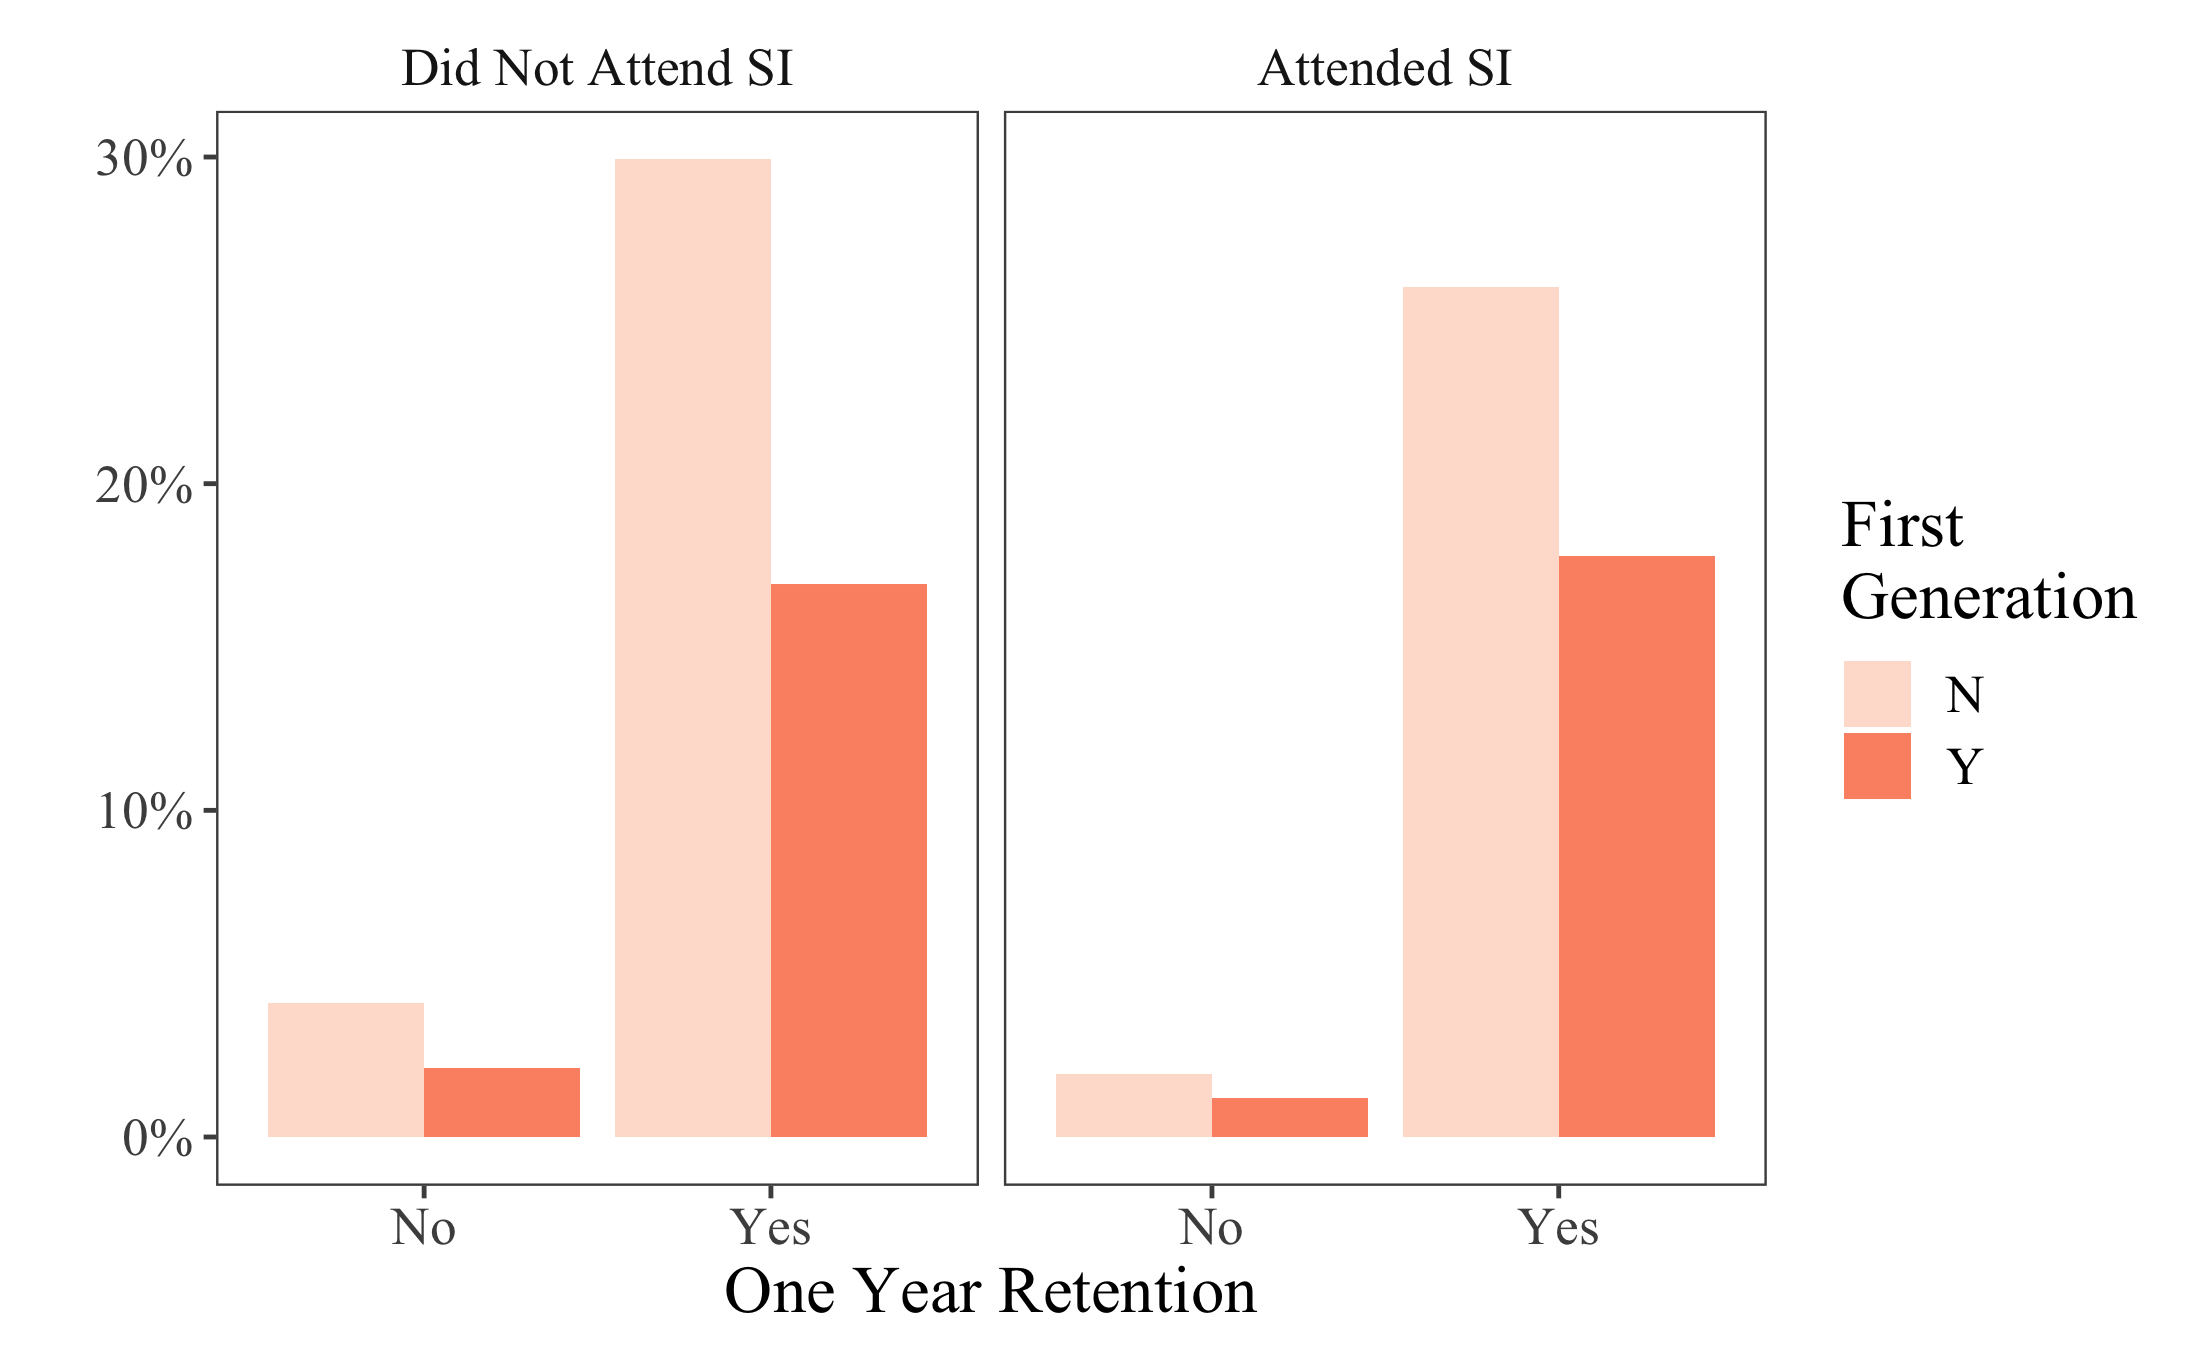 Did Not Attend SI
Attended SI
30%
20%
10%
0%
No
Yes
No
Yes
One Year Retention
First
Generation
N
Y